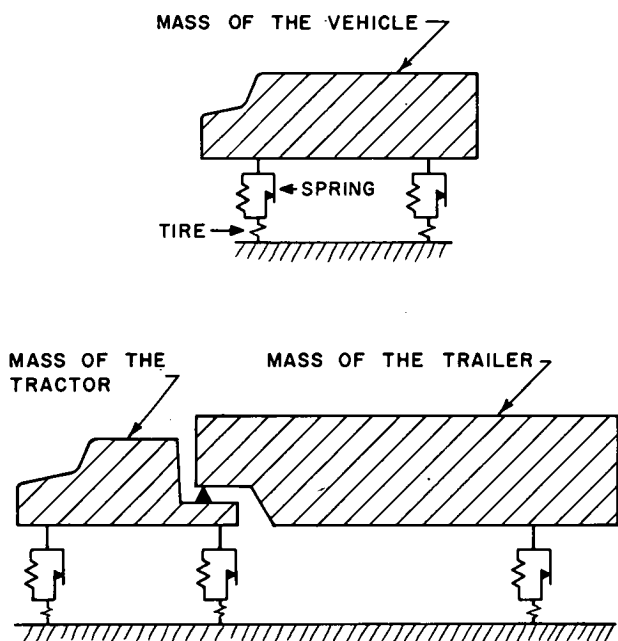 MASS OF THE VEHICLE
SPRING
TIRE
MASS OF THE
TRACTOR
MASS OF THE TRAILER